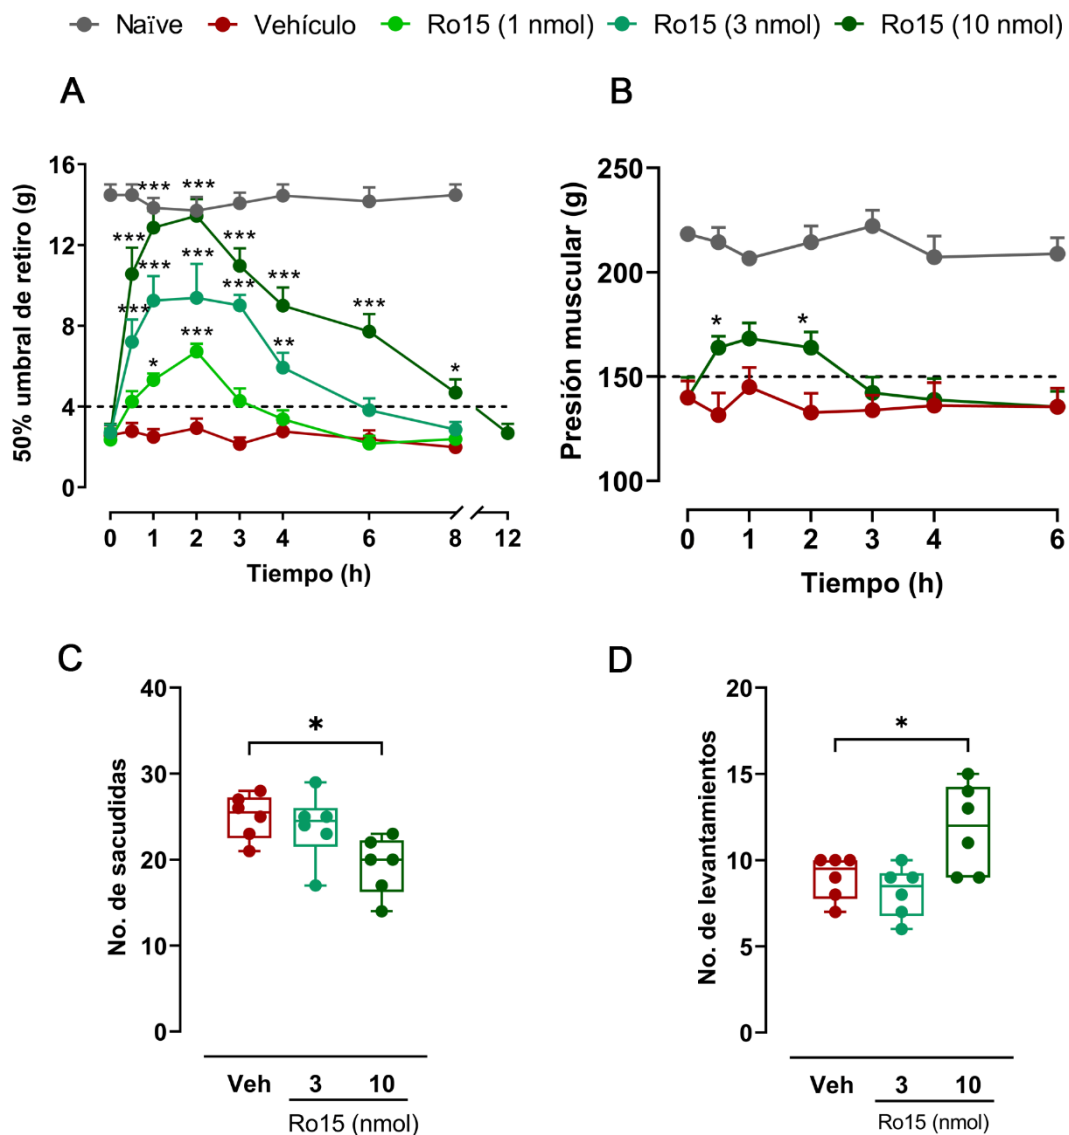 Naïve Vehículo Ro15 (1 nmol) Ro15 (3 nmol) Ro15 (10 nmol)
A
50% umbral de retiro (g)
16
12
8
4
0
*** ***
***
*** ***
*** *** ***
*** *** ***
* ** *
0 1 2 3 4 6 8 12
Tiempo (h)
B
Presión muscular (g)
250
200
150
100
* *
0 1 2 3 4 6
Tiempo (h)
C
No. de sacudidas
40
30
20
10
0
*
Veh 3 10
Ro15 (nmol)
D
No. de levantamientos
20
15
10
5
0
*
Veh 3 10
Ro15 (nmol)